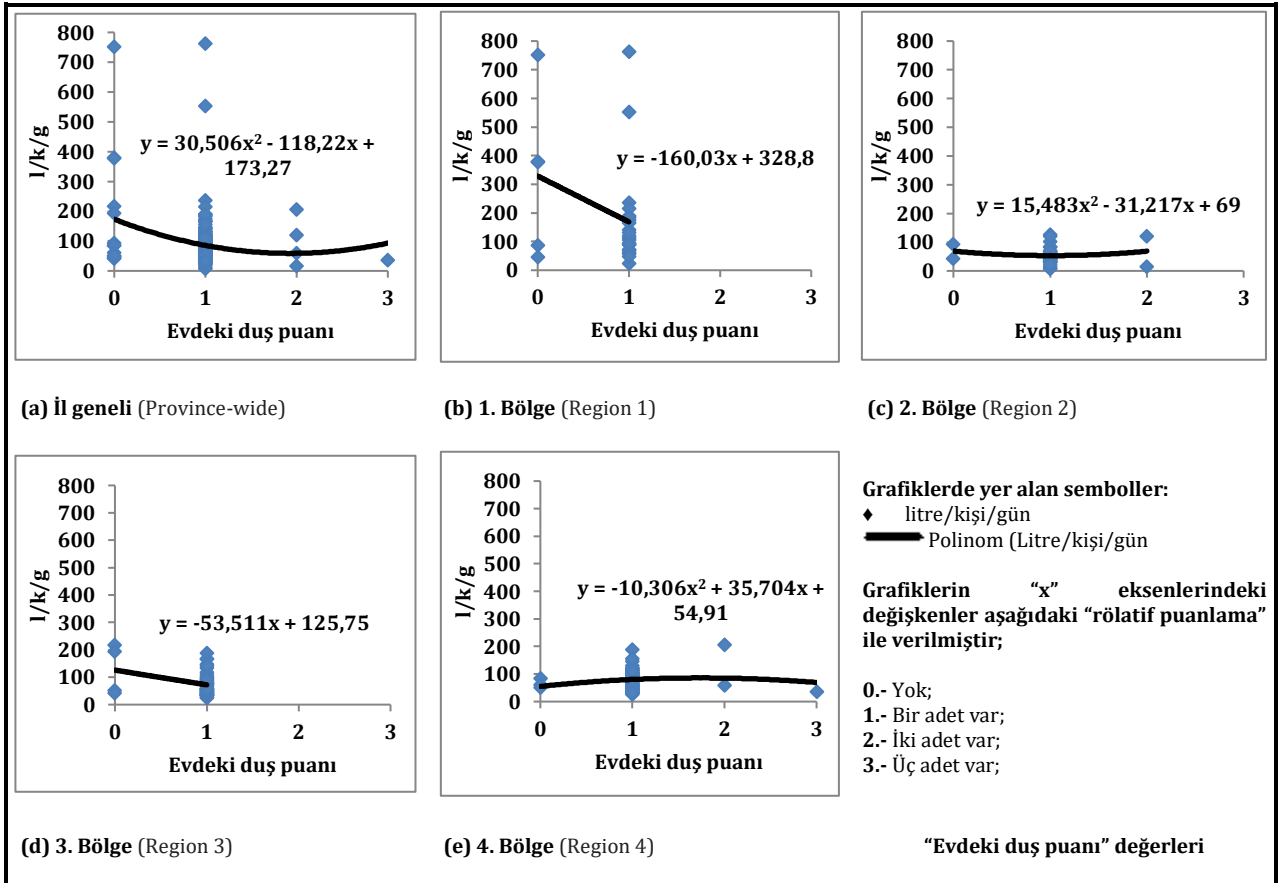 800
700
600
500
400
300
200
100
0
l/k/g
y = 30,506x² - 118,22x +
173,27
0 1 2 3
Evdeki duş puanı
(a) İl geneli (Province-wide)
800
700
600
500
400
300
200
100
0
l/k/g
y = -160,03x + 328,8
0 1 2 3
Evdeki duş puanı
(b) 1. Bölge (Region 1)
800
700
600
500
400
300
200
100
0
l/k/g
y = 15,483x² - 31,217x + 69
0 1 2 3
Evdeki duş puanı
(c) 2. Bölge (Region 2)
800
700
600
500
400
300
200
100
0
l/k/g
y = -53,511x + 125,75
0 1 2 3
Evdeki duş puanı
(d) 3. Bölge (Region 3)
800
700
600
500
400
300
200
100
0
l/k/g
y = -10,306x² + 35,704x +
54,91
0 1 2 3
Evdeki duş puanı
(e) 4. Bölge (Region 4)
Grafiklerde yer alan semboller:
♦ litre/kişi/gün
Polinom (Litre/kişi/gün
Grafiklerin "x" eksenlerindeki
değişkenler aşağıdaki "rölatif puanlama"
ile verilmiştir;
0.- Yok;
1.- Bir adet var;
2.- İki adet var;
3.- Üç adet var;
"Evdeki duş puanı" değerleri